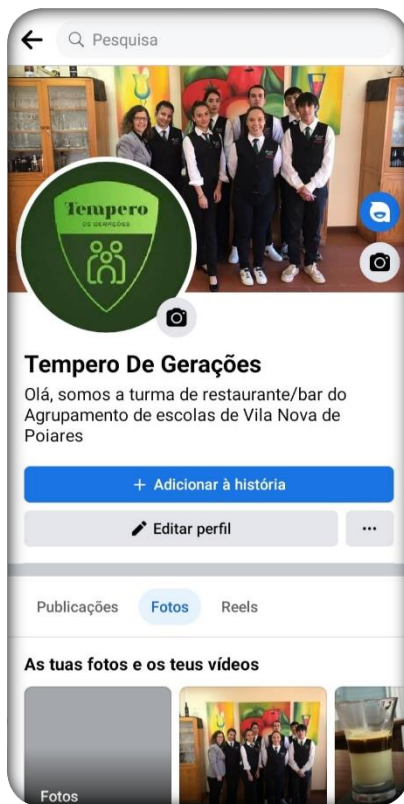 Pesquisa
Tempero
DE GERAÇÕES
Tempero De Gerações
Olá, somos a turma de restaurante/bar do
Agrupamento de escolas de Vila Nova de
Poiares
+ Adicionar à história
Editar perfil
Publicações Fotos Reels
As tuas fotos e os teus vídeos
Fotos